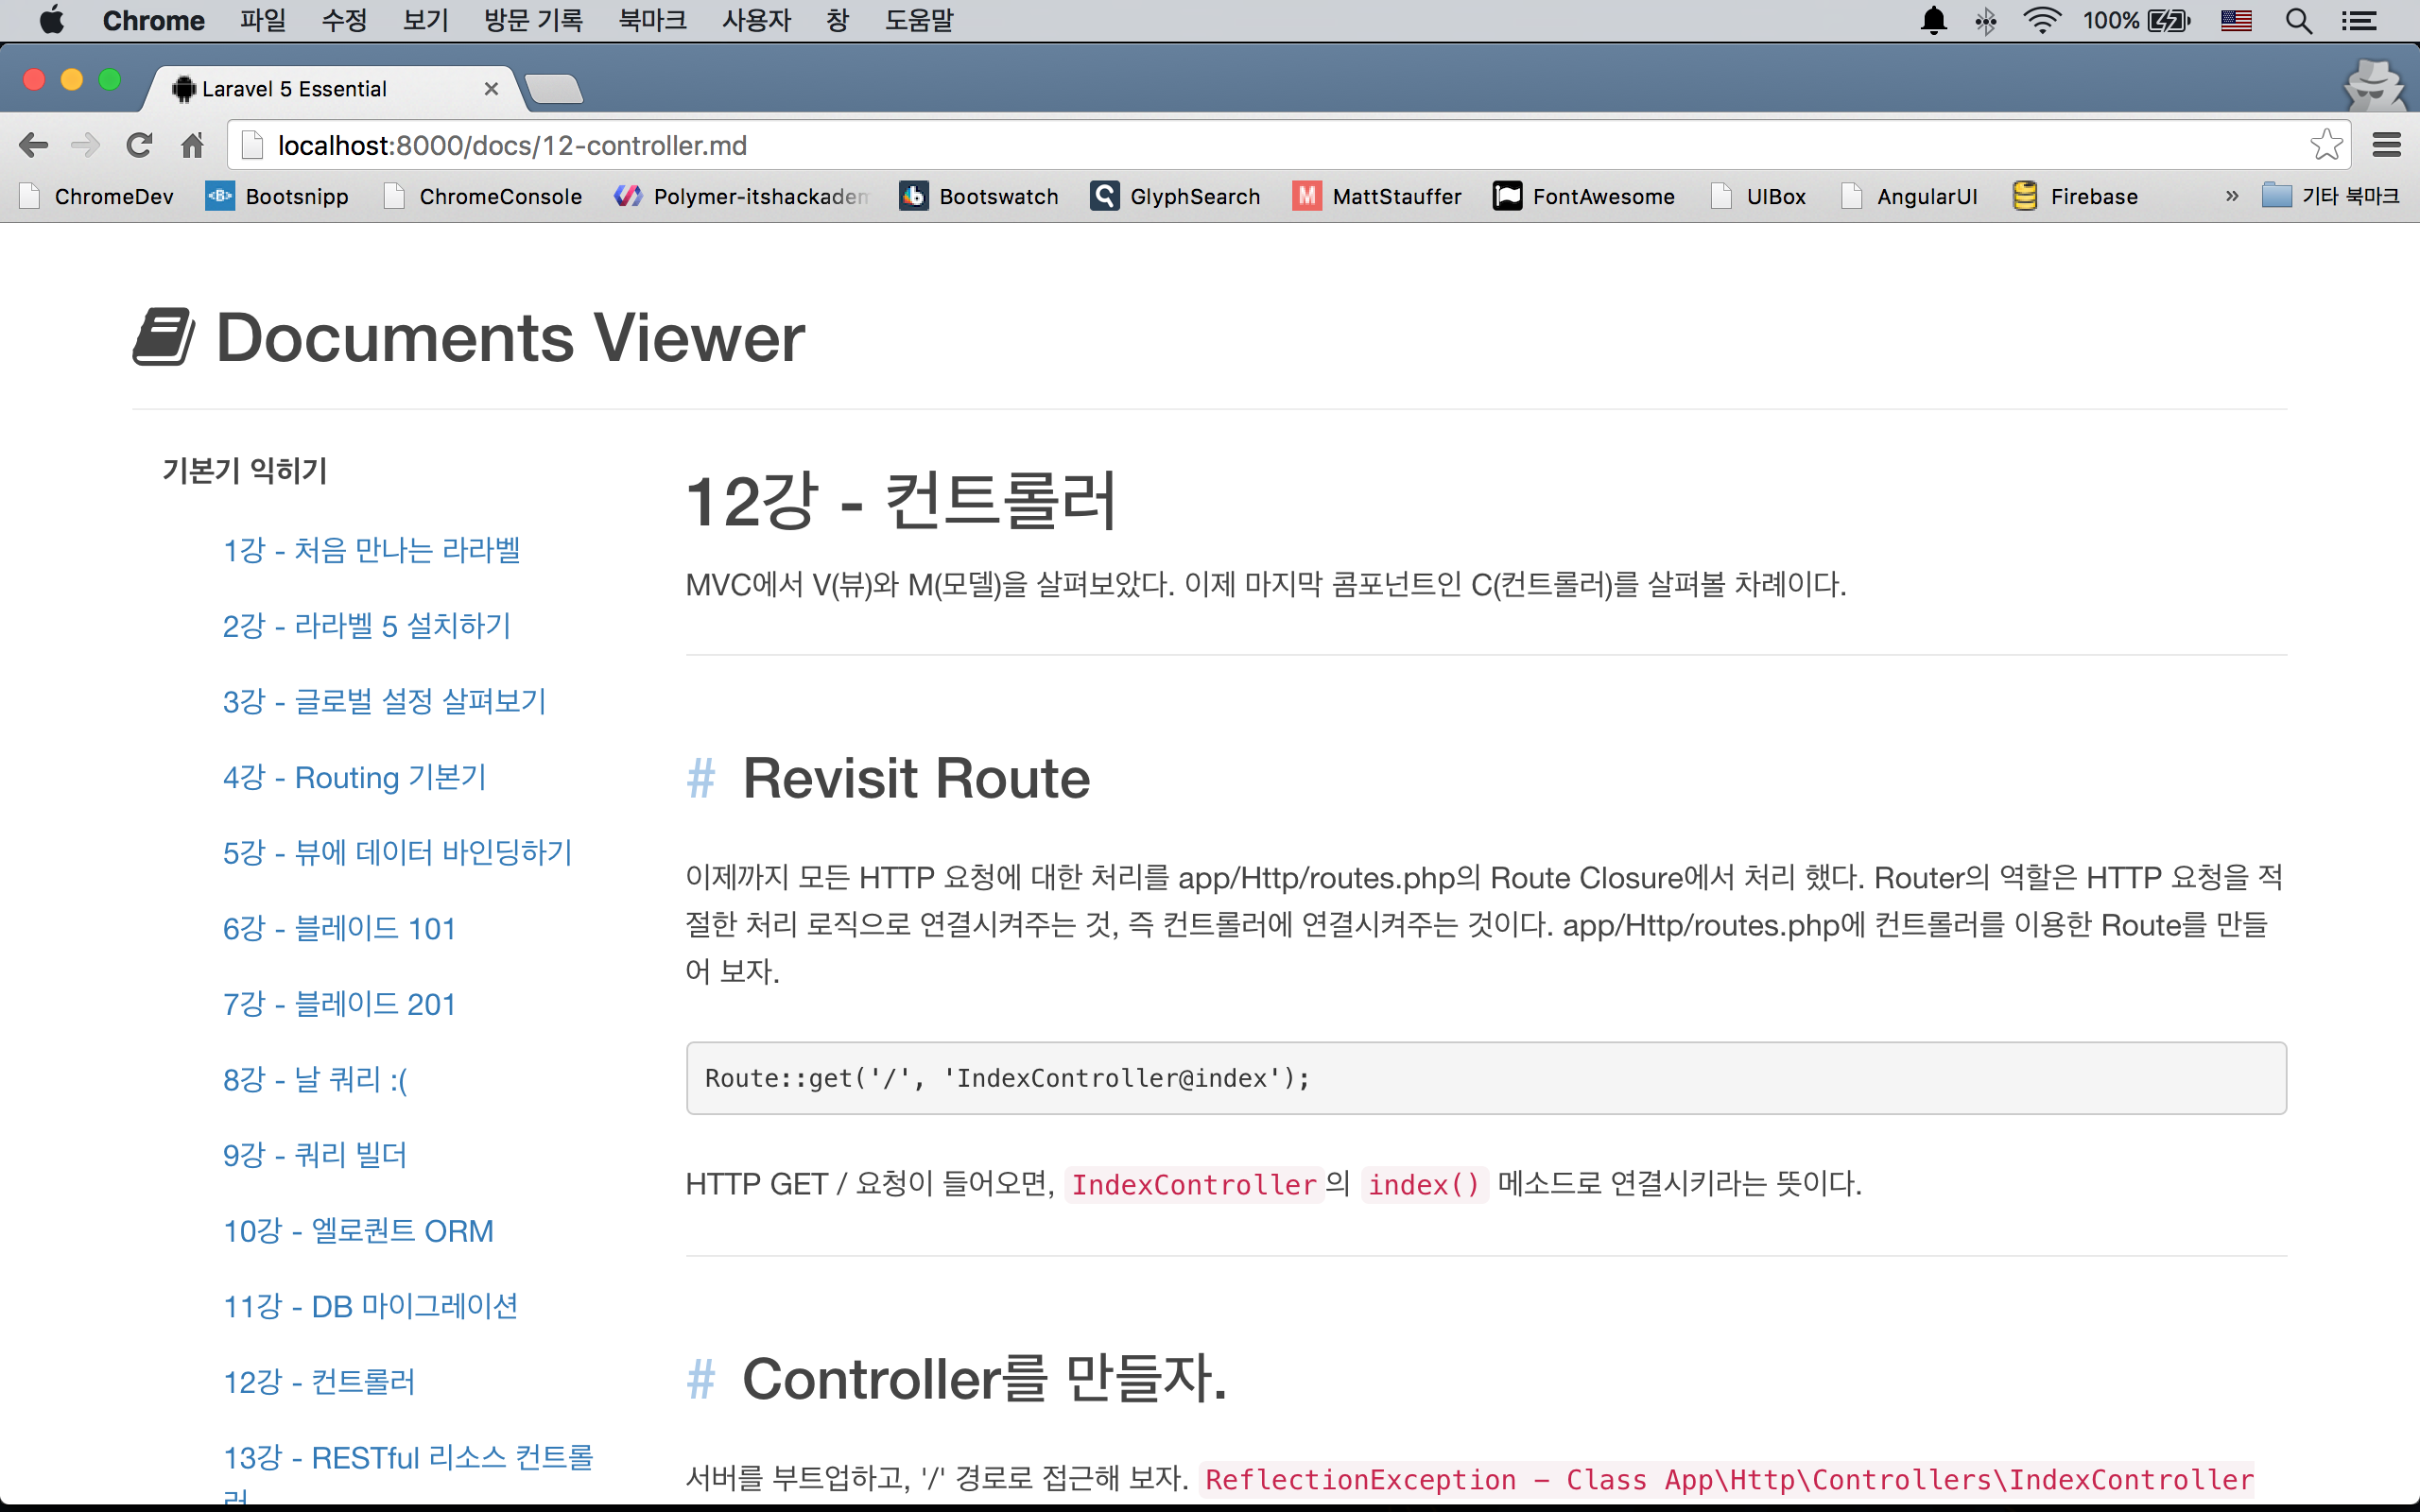 Chrome 파일 수정 보기 방문 기록 북마크 사용자 창 도움말 100%
Laravel 5 Essential
localhost:8000/docs/12-controller.md
ChromeDev Bootsnipp ChromeConsole Polymer-itshackadem Bootswatch GlyphSearch MattStauffer FontAwesome UIBox AngularUI Firebase » 기타 북마크
Documents Viewer
기본기 익히기
1강 - 처음 만나는 라라벨
2강 - 라라벨 5 설치하기
3강 - 글로벌 설정 살펴보기
4강 - Routing 기본기
5강 - 뷰에 데이터 바인딩하기
6강 - 블레이드 101
7강 - 블레이드 201
8강 - 날 쿼리 :(
9강 - 쿼리 빌더
10강 - 엘로퀀트 ORM
11강 - DB 마이그레이션
12강 - 컨트롤러
13강 - RESTful 리소스 컨트롤
러
12강 - 컨트롤러
MVC에서 V(뷰)와 M(모델)을 살펴보았다. 이제 마지막 콤포넌트인 C(컨트롤러)를 살펴볼 차례이다.
# Revisit Route
이제까지 모든 HTTP 요청에 대한 처리를 app/Http/routes.php의 Route Closure에서 처리 했다. Router의 역할은 HTTP 요청을 적
절한 처리 로직으로 연결시켜주는 것, 즉 컨트롤러에 연결시켜주는 것이다. app/Http/routes.php에 컨트롤러를 이용한 Route를 만들
어 보자.
Route::get('/', 'IndexController@index');
HTTP GET / 요청이 들어오면, IndexController의 index() 메소드로 연결시키라는 뜻이다.
# Controller를 만들자.
서버를 부트업하고, '/' 경로로 접근해 보자. ReflectionException – Class App\Http\Controllers\IndexController